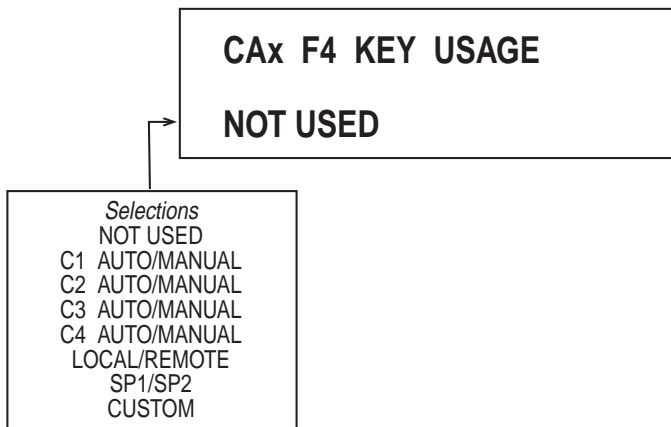 CAx F4 KEY USAGE
NOT USED
Selections
NOT USED
C1 AUTO/MANUAL
C2 AUTO/MANUAL
C3 AUTO/MANUAL
C4 AUTO/MANUAL
LOCAL/REMOTE
SP1/SP2
CUSTOM